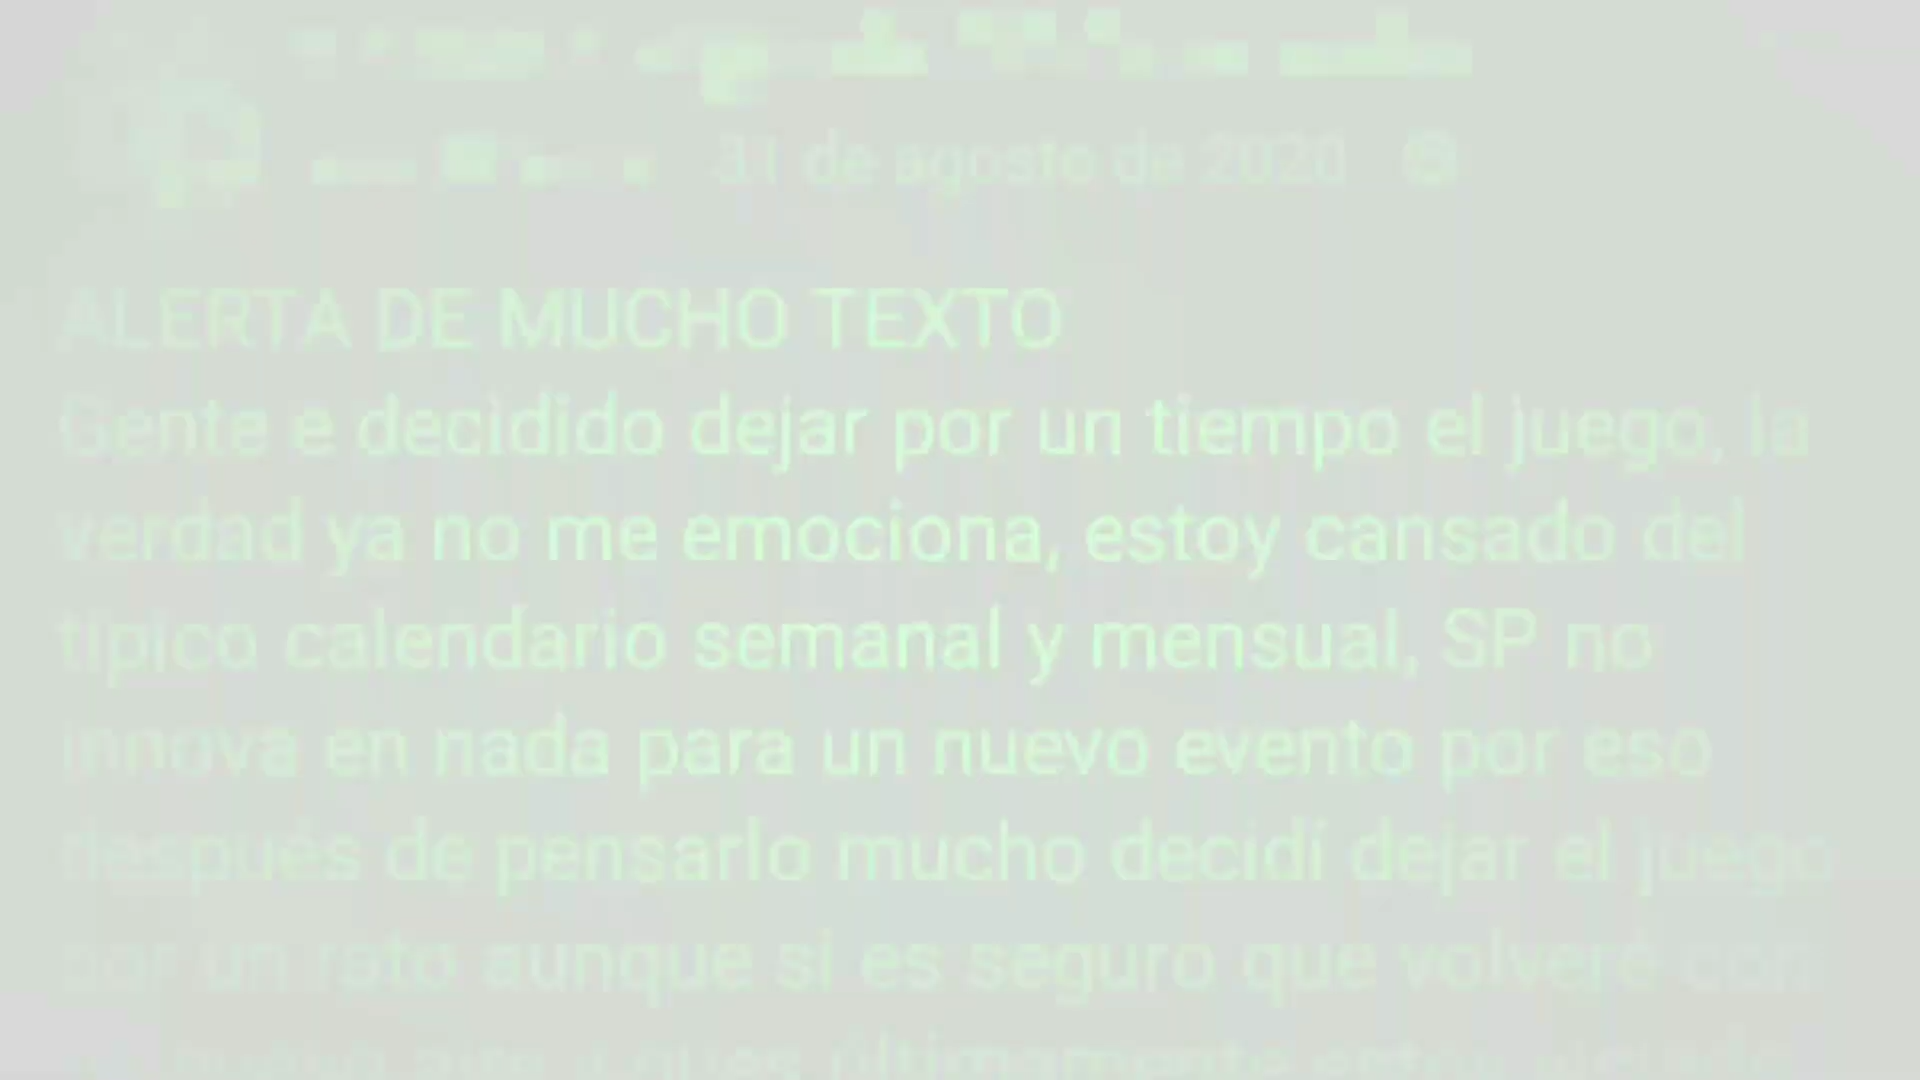 31 de agosto de 2020
ALERTA DE MUCHO TEXTO
Gente e decidido dejar por un tiempo el juego, la
verdad ya no me emociona, estoy cansado del
tipico calendario semanal y mensual, SP no
innova en nada para un nuevo evento por eso
después de pensarlo mucho decidí dejar el juego
por un rato aunque si es seguro que volveré con
últimamente